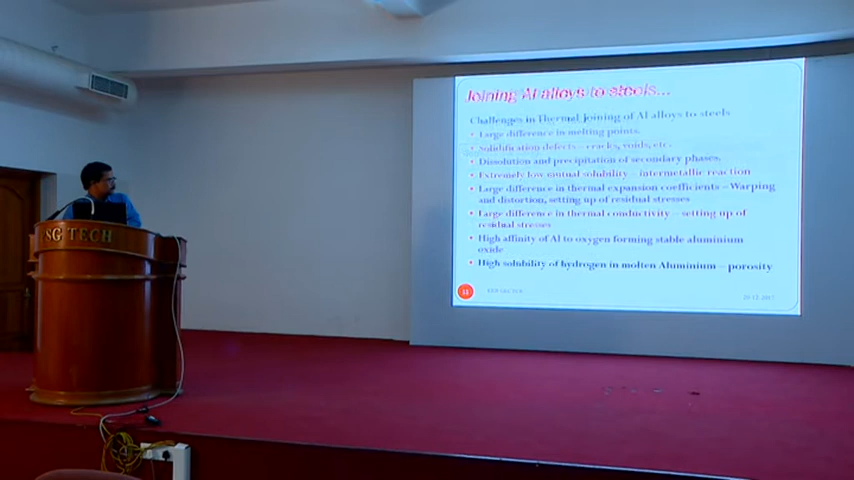 Joining Al alloys to steels...
Challenges in Thermal joining of Al alloys to steels
Large difference in melting points.
Solidification defects – cracks, voids, etc.
Dissolution and precipitation of secondary phases.
Extremely low mutual solubility – intermetallic reaction
Large difference in thermal expansion coefficients – Warping
and distortion, setting up of residual stresses
Large difference in thermal conductivity – setting up of
residual stresses
High affinity of Al to oxygen forming stable aluminium
oxide
High solubility of hydrogen in molten Aluminium – porosity
SG TECH